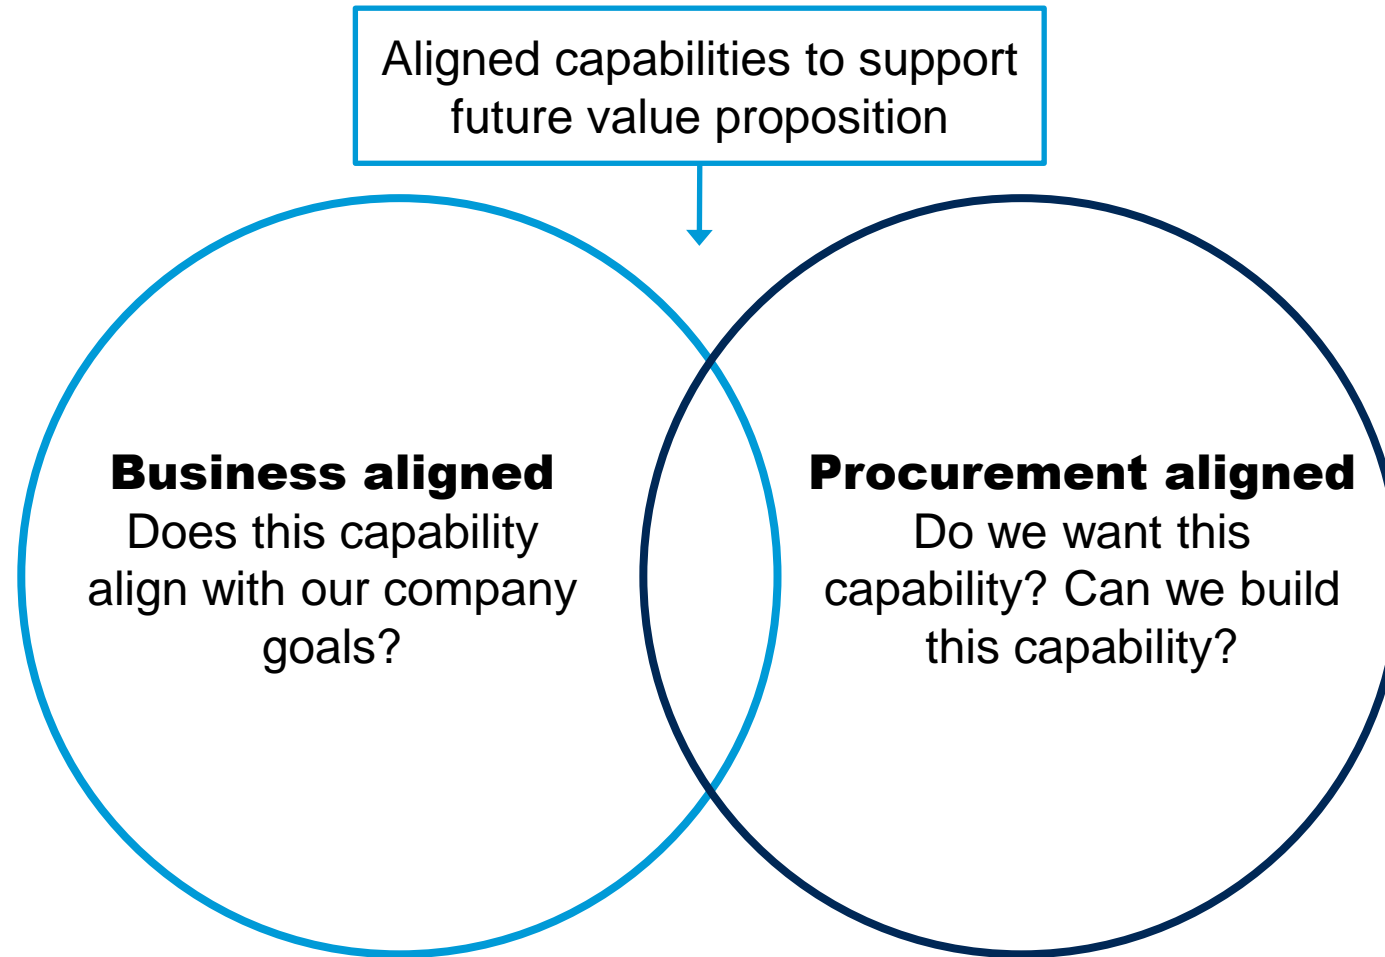 Aligned capabilities to support
future value proposition
Business aligned
Does this capability
align with our company
goals?
Procurement aligned
Do we want this
capability? Can we build
this capability?